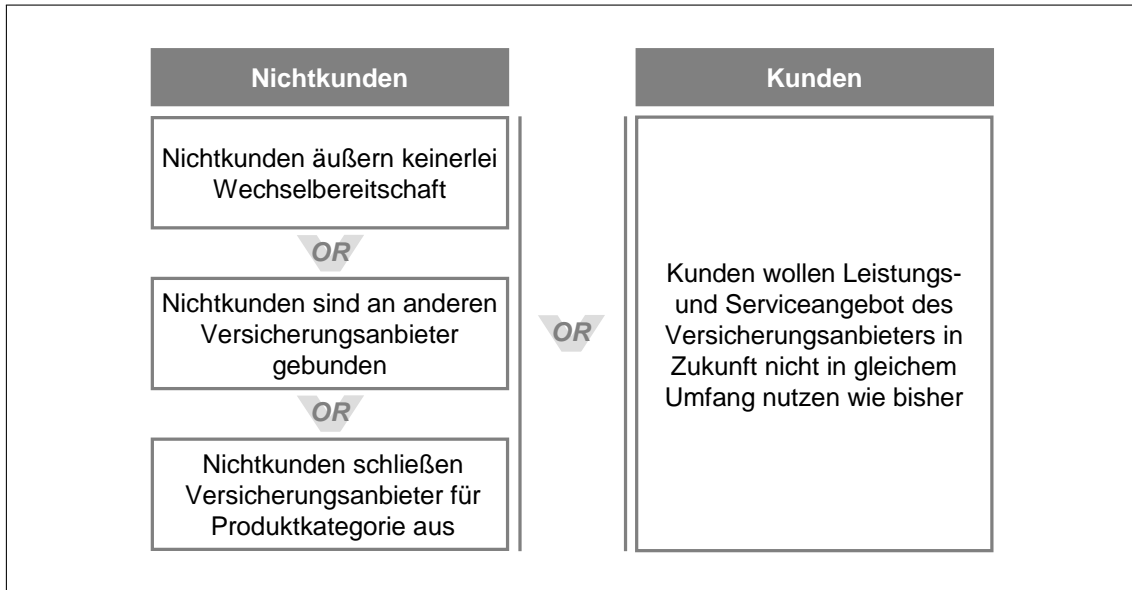 Nichtkunden
Nichtkunden äußern keinerlei
Wechselbereitschaft
OR
Nichtkunden sind an anderen
Versicherungsanbieter
gebunden
OR
Nichtkunden schließen
Versicherungsanbieter für
Produktkategorie aus
OR
Kunden
Kunden wollen Leistungs-
und Serviceangebot des
Versicherungsanbieters in
Zukunft nicht in gleichem
Umfang nutzen wie bisher